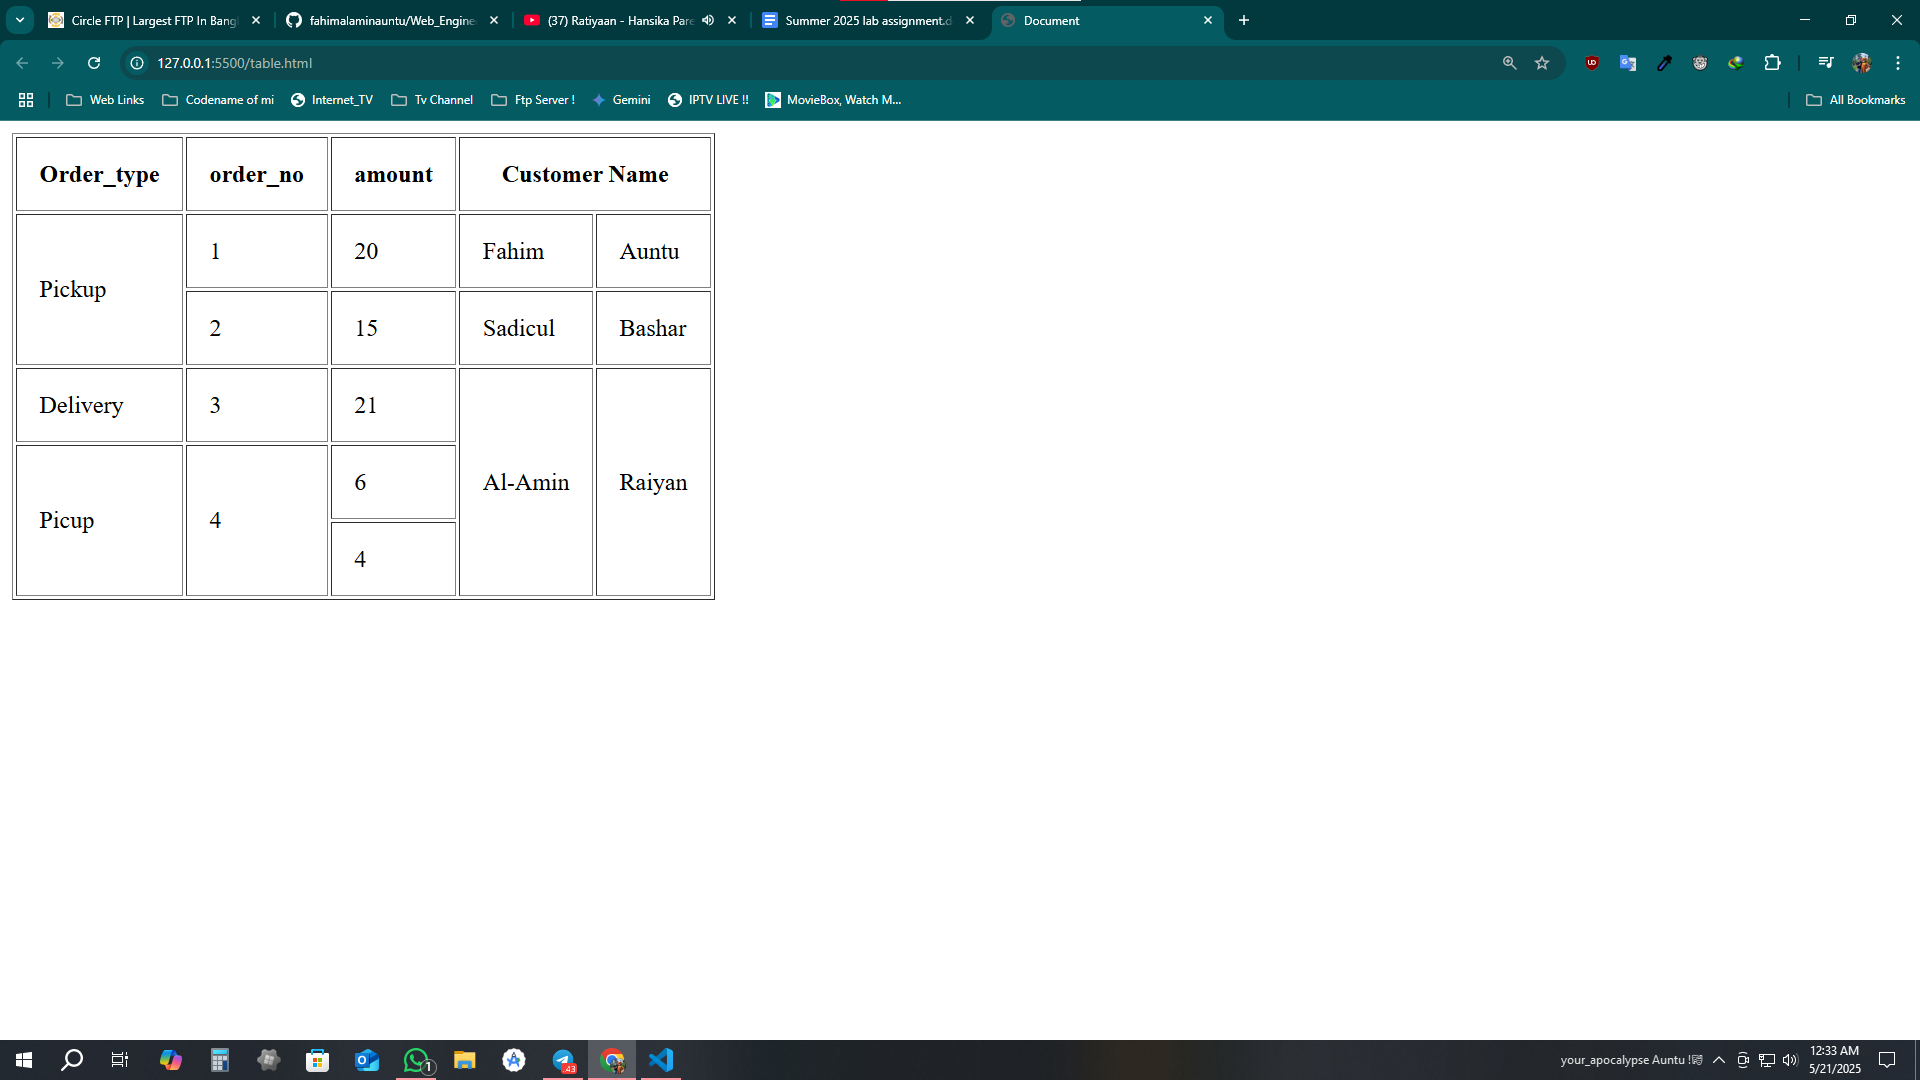 Circle FTP | Largest FTP In Bang
fahimalaminauntu/Web_Engine
(37) Ratiyaan - Hansika Pare
Summer 2025 lab assignment.d
Document
127.0.0.1:5500/table.html
Web Links
Codename of mi
Internet_TV
Tv Channel
Ftp Server !
Gemini
IPTV LIVE !!
MovieBox, Watch M...
All Bookmarks
Order_type order_no amount Customer Name
Pickup
1 20 Fahim Auntu
2 15 Sadicul Bashar
Delivery 3 21
Al-Amin Raiyan
6
Picup 4
4
1
.43
your_apocalypse Auntu !
12:33 AM
5/21/2025